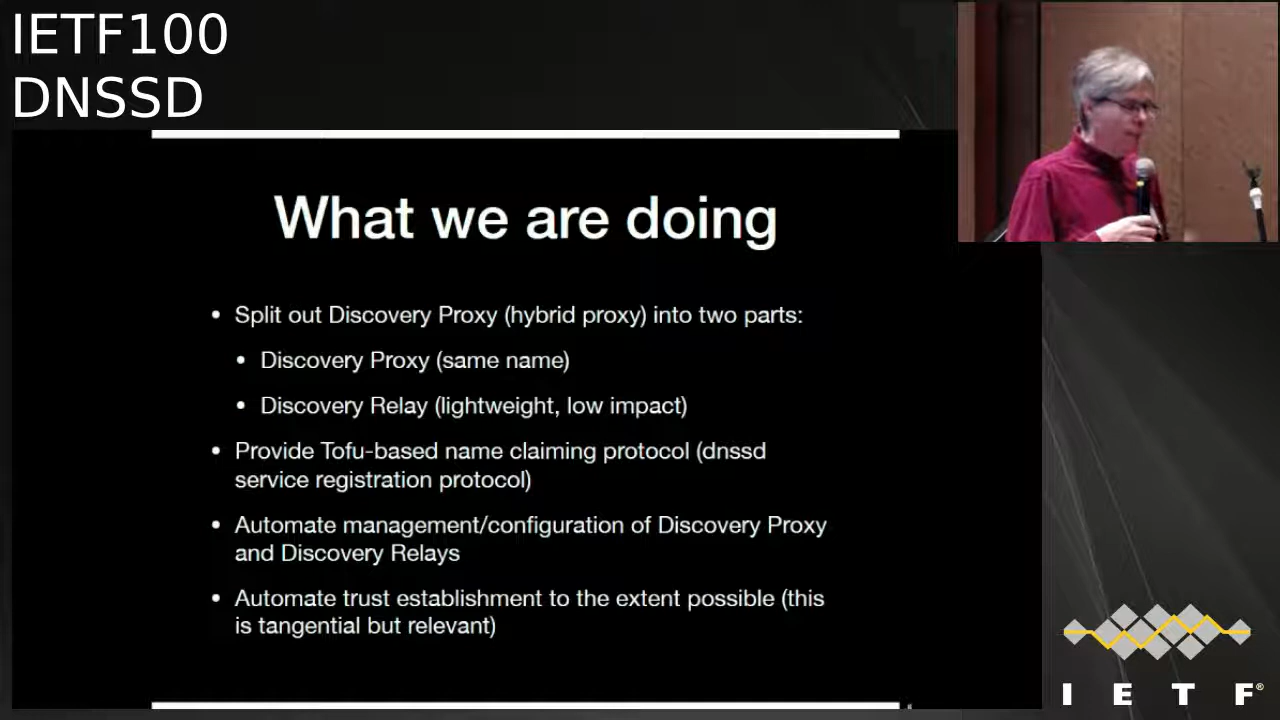 IETF100
DNSSD
What we are doing
• Split out Discovery Proxy (hybrid proxy) into two parts:
• Discovery Proxy (same name)
• Discovery Relay (lightweight, low impact)
• Provide Tofu-based name claiming protocol (dnssd
service registration protocol)
• Automate management/configuration of Discovery Proxy
and Discovery Relays
• Automate trust establishment to the extent possible (this
is tangential but relevant)
I E T F®